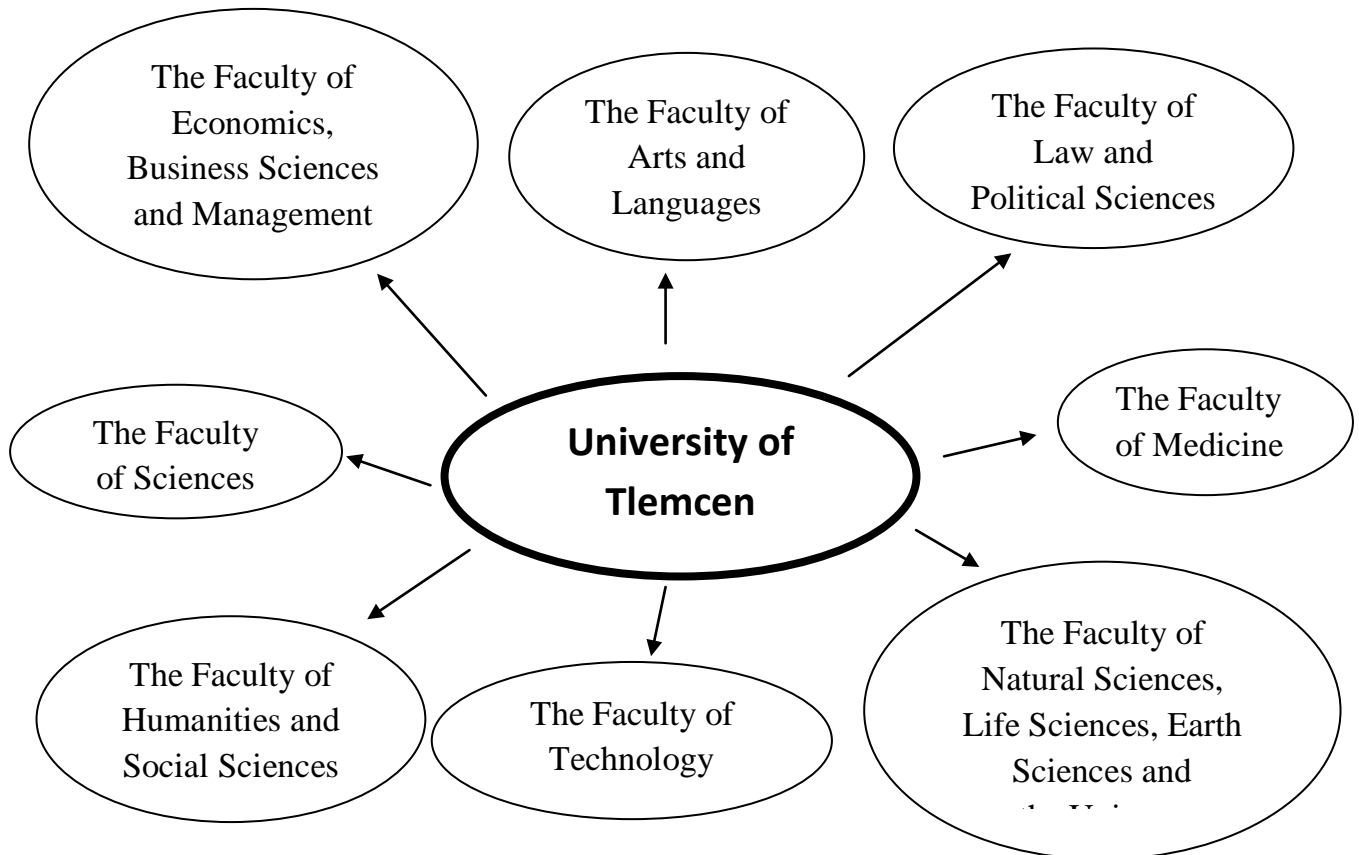 The Faculty of
Economics,
Business Sciences
and Management
The Faculty of
Arts and
Languages
The Faculty of
Law and
Political Sciences
The Faculty
of Sciences
University of
Tlemcen
The Faculty
of Medicine
The Faculty of
Humanities and
Social Sciences
The Faculty of
Technology
The Faculty of
Natural Sciences,
Life Sciences, Earth
Sciences and